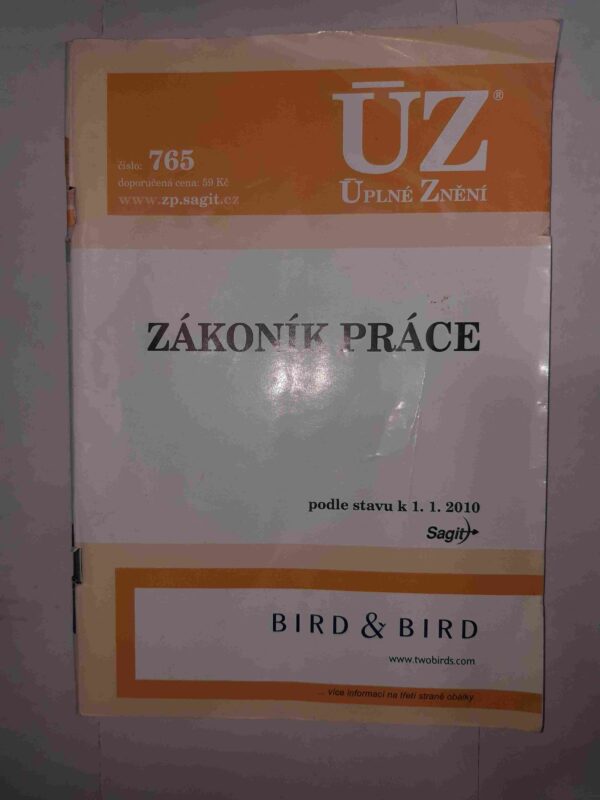 ÚZ®
ÚPLNÉ ZNĚNÍ
číslo: 765
doporučená cena: 59 Kč
www.zp.sagit.cz
ZÁKONÍK PRÁCE
podle stavu k 1. 1. 2010
Sagit
BIRD & BIRD
www.twobirds.com
... více informací na třetí straně obálky